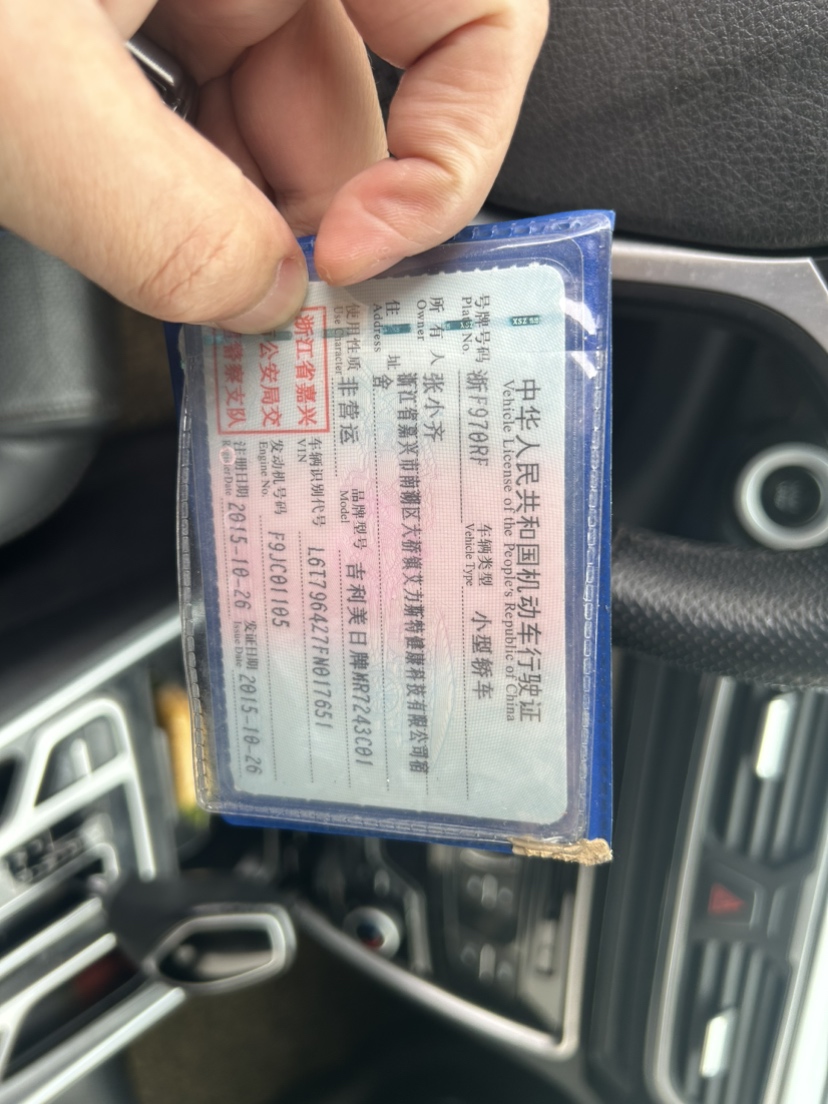 中华人民共和国机动车行驶证
Vehicle License of the People's Republic of China
号牌号码 浙F970RF 车辆类型 小型轿车
Plate No. Vehicle Type
所有人 张小齐
Owner
住址 浙江省嘉兴市南湖区大桥镇艾力斯特健康科技有限公司宿舍
Address
使用性质 非营运 品牌型号 吉利美日牌MR7243C01
Use Character Model
浙江省嘉兴
公安局交
警察支队
车辆识别代号 L6T7964Z7FN017651
VIN
发动机号码 F9JC01105
Engine No.
注册日期 2015-10-26 发证日期 2015-10-26
Register Date Issue Date